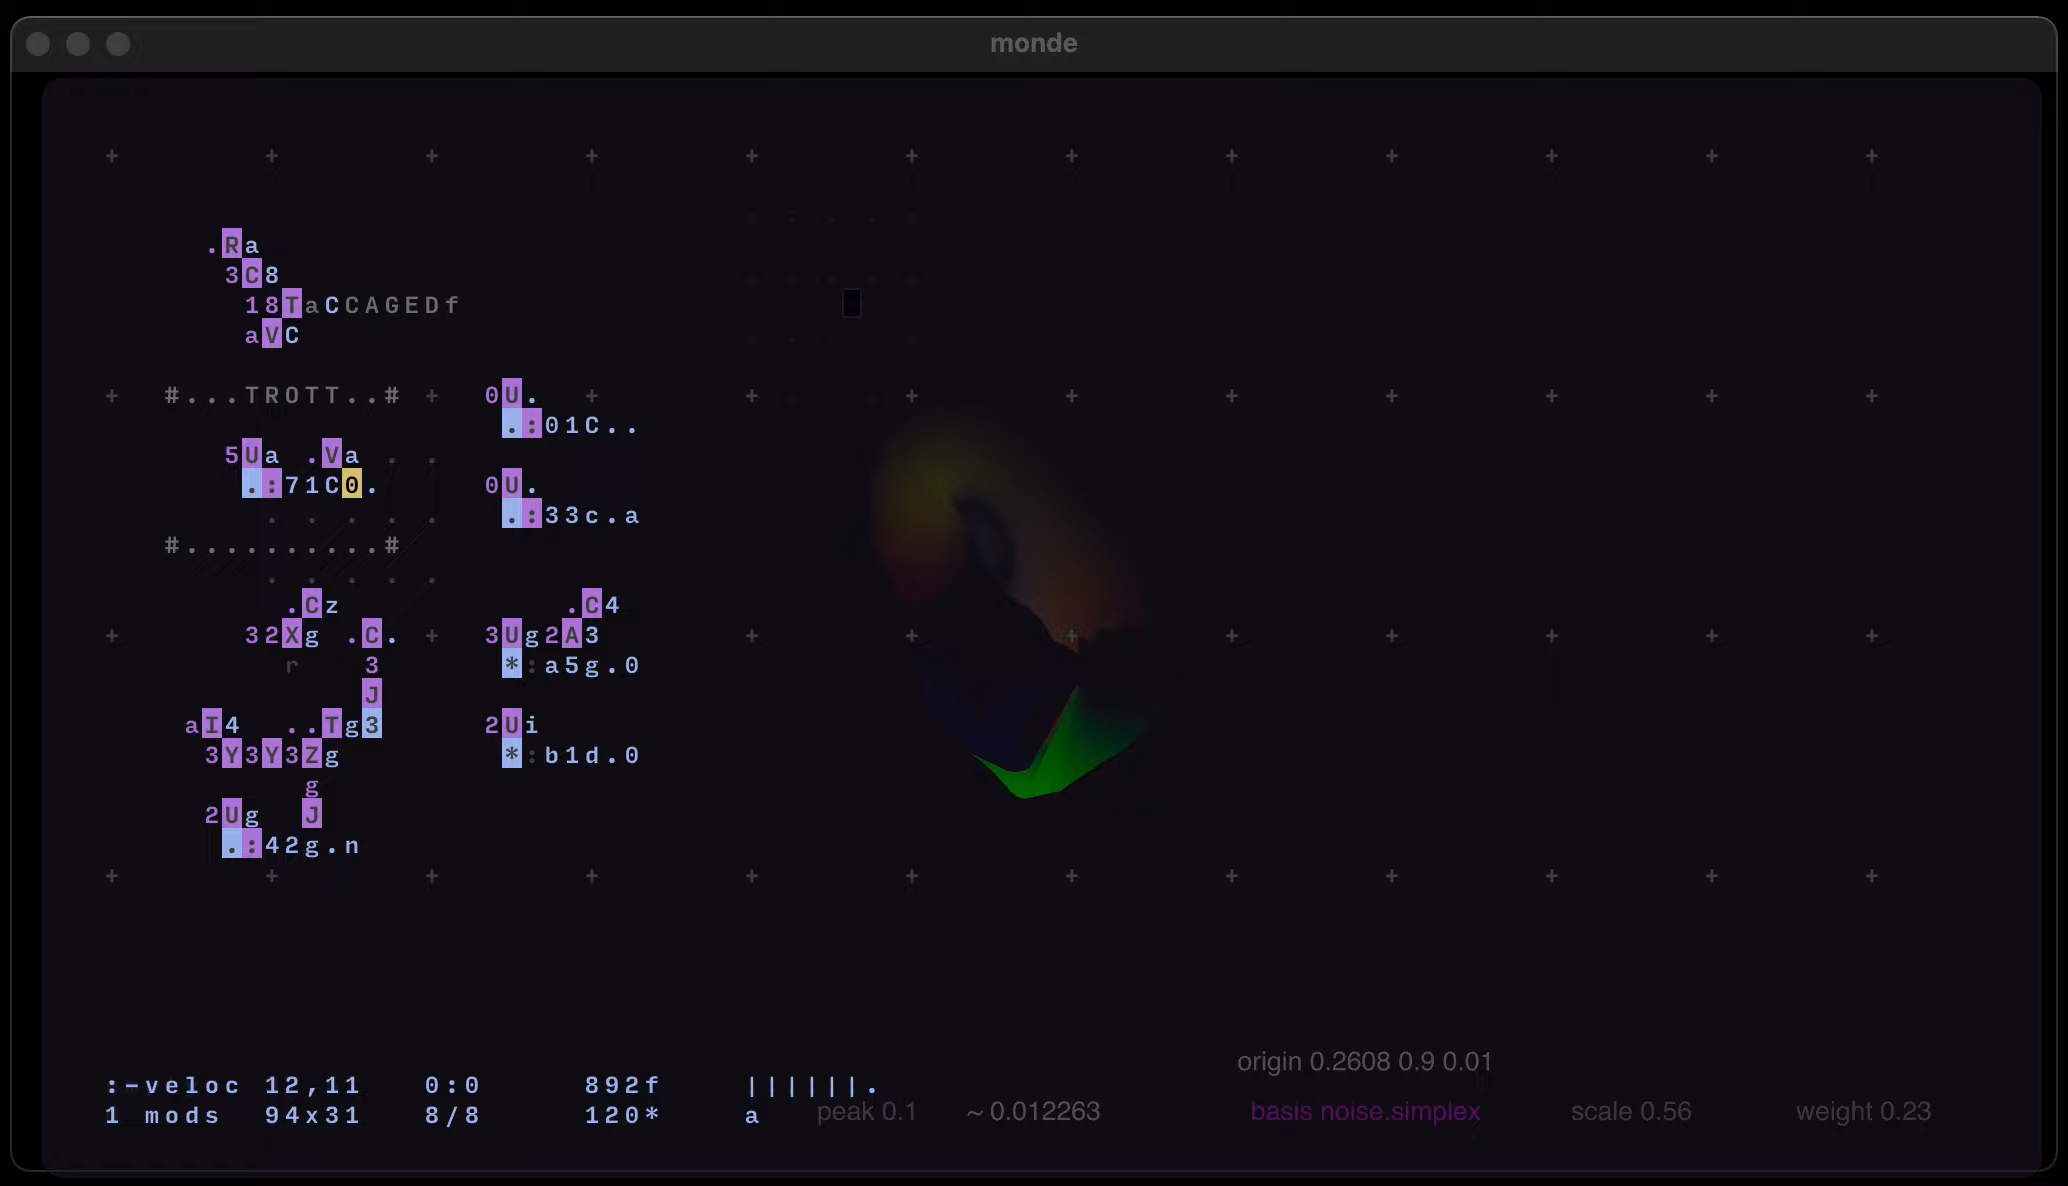 monde
.Ra
3C8
18TaCCAGEDf
aVC
#...TROTT..# 0U.
.:01C..
5Ua .Va
.:71C0. 0U.
.:33c.a
#..........#
.Cz .C4
32Xg .C. 3Ug2A3
r 3 *:a5g.0
J
aI4 ..Tg3 2Ui
3Y3Y3Zg *:b1d.0
g
2Ug J
.:42g.n
origin 0.2608 0.9 0.01
:-veloc 12,11 0:0 892f ||||||.
1 mods 94x31 8/8 120* a peak 0.1 ~0.012263 basis noise.simplex scale 0.56 weight 0.23